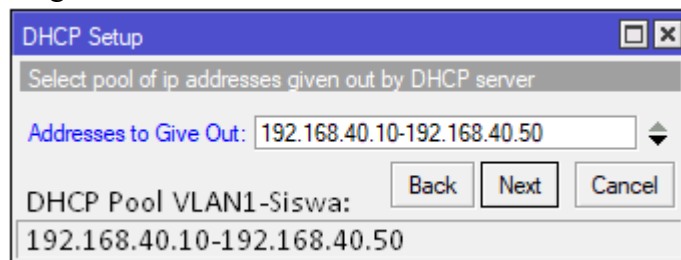 DHCP Setup
Select pool of ip addresses given out by DHCP server
Addresses to Give Out: 192.168.40.10-192.168.40.50
Back Next Cancel
DHCP Pool VLAN1-Siswa:
192.168.40.10-192.168.40.50